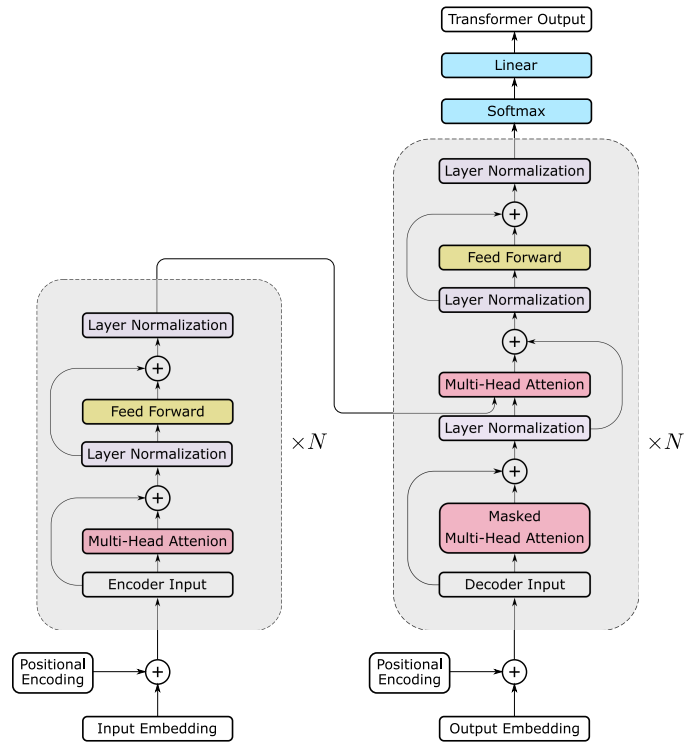 Transformer Output
Linear
Softmax
Layer Normalization
Feed Forward
Layer Normalization
Multi-Head Attenion
Layer Normalization
Masked
Multi-Head Attenion
Decoder Input
×N
Positional
Encoding
Output Embedding
Layer Normalization
Feed Forward
Layer Normalization
Multi-Head Attenion
Encoder Input
×N
Positional
Encoding
Input Embedding